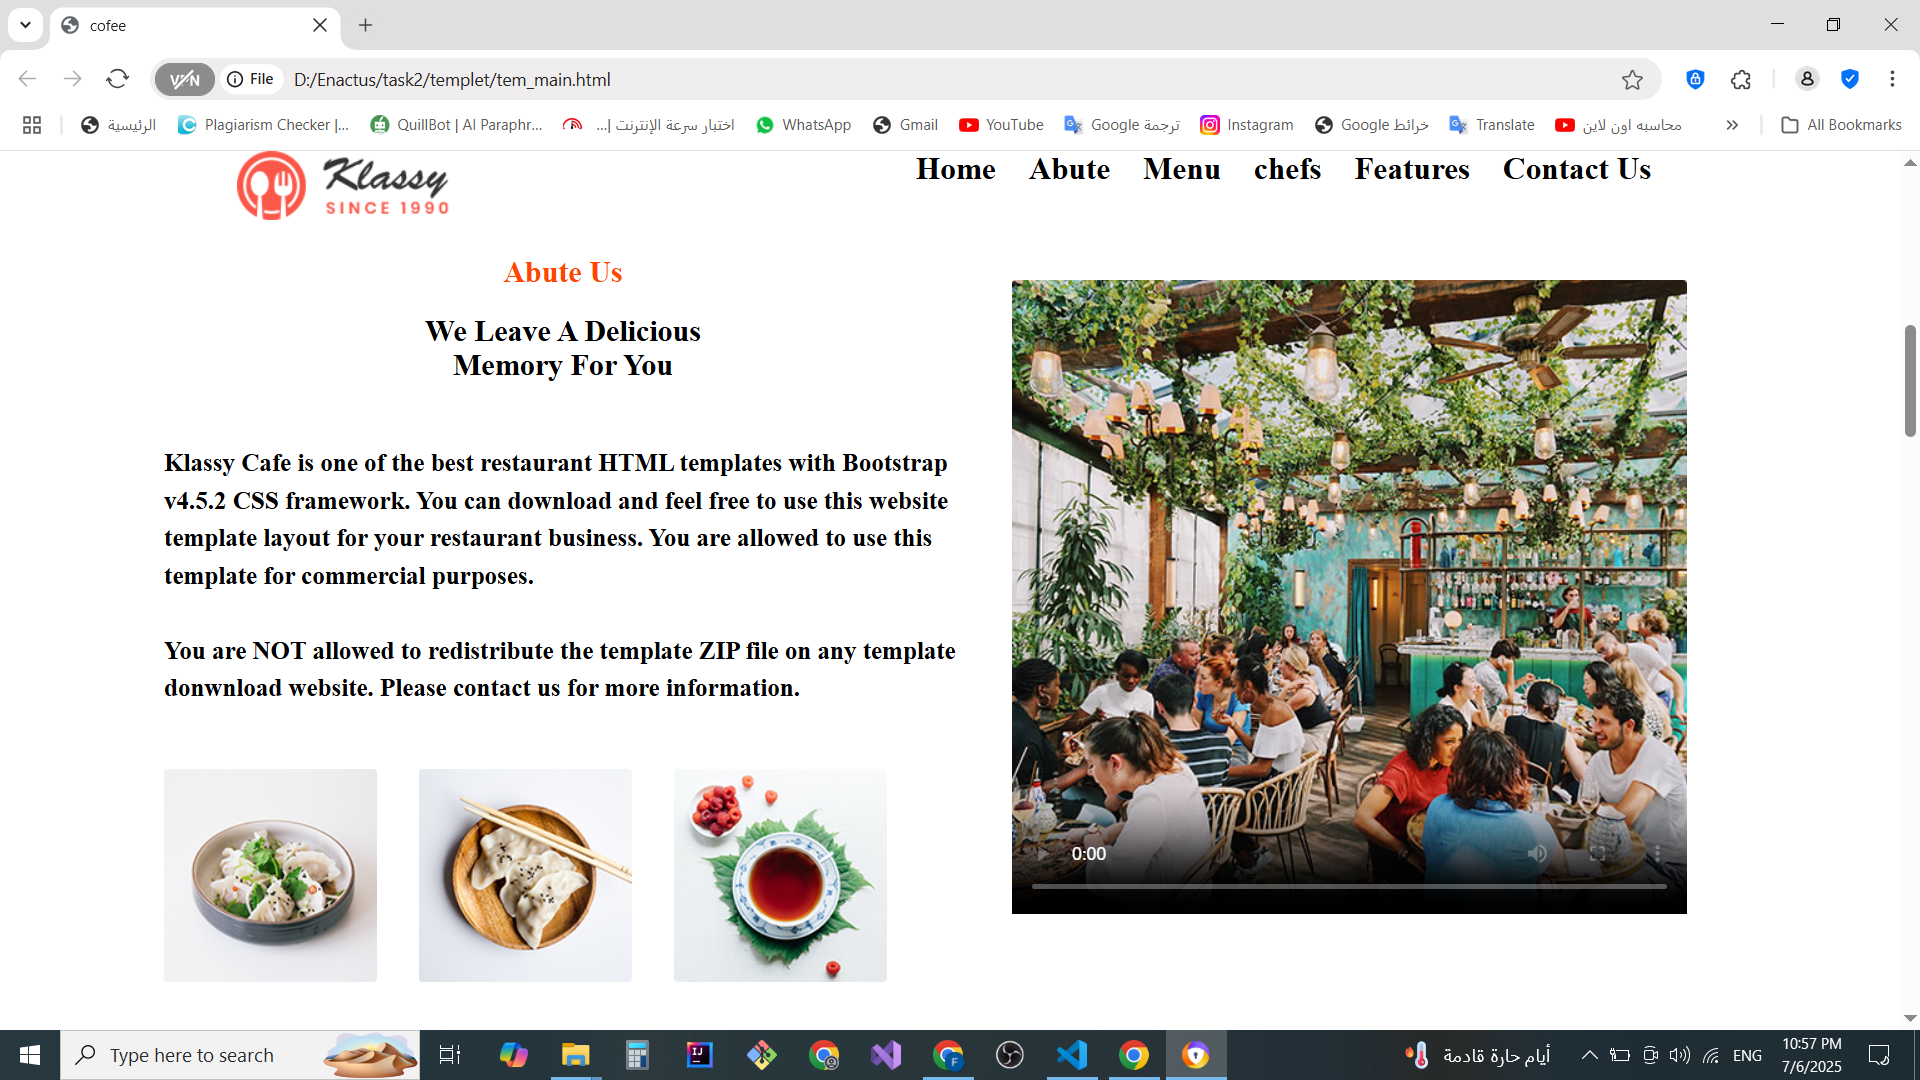 cofee
VPN
File
D:/Enactus/task2/templet/tem_main.html
الرئيسية
Plagiarism Checker |...
QuillBot | AI Paraphr...
اختبار سرعة الإنترنت |...
WhatsApp
Gmail
YouTube
ترجمة Google
Instagram
خرائط Google
Translate
محاسبه اون لاين
All Bookmarks
Klassy
SINCE 1990
Home Abute Menu chefs Features Contact Us
Abute Us
We Leave A Delicious
Memory For You
Klassy Cafe is one of the best restaurant HTML templates with Bootstrap
v4.5.2 CSS framework. You can download and feel free to use this website
template layout for your restaurant business. You are allowed to use this
template for commercial purposes.
You are NOT allowed to redistribute the template ZIP file on any template
donwnload website. Please contact us for more information.
0:00
Type here to search
أيام حارة قادمة
ENG
10:57 PM
7/6/2025